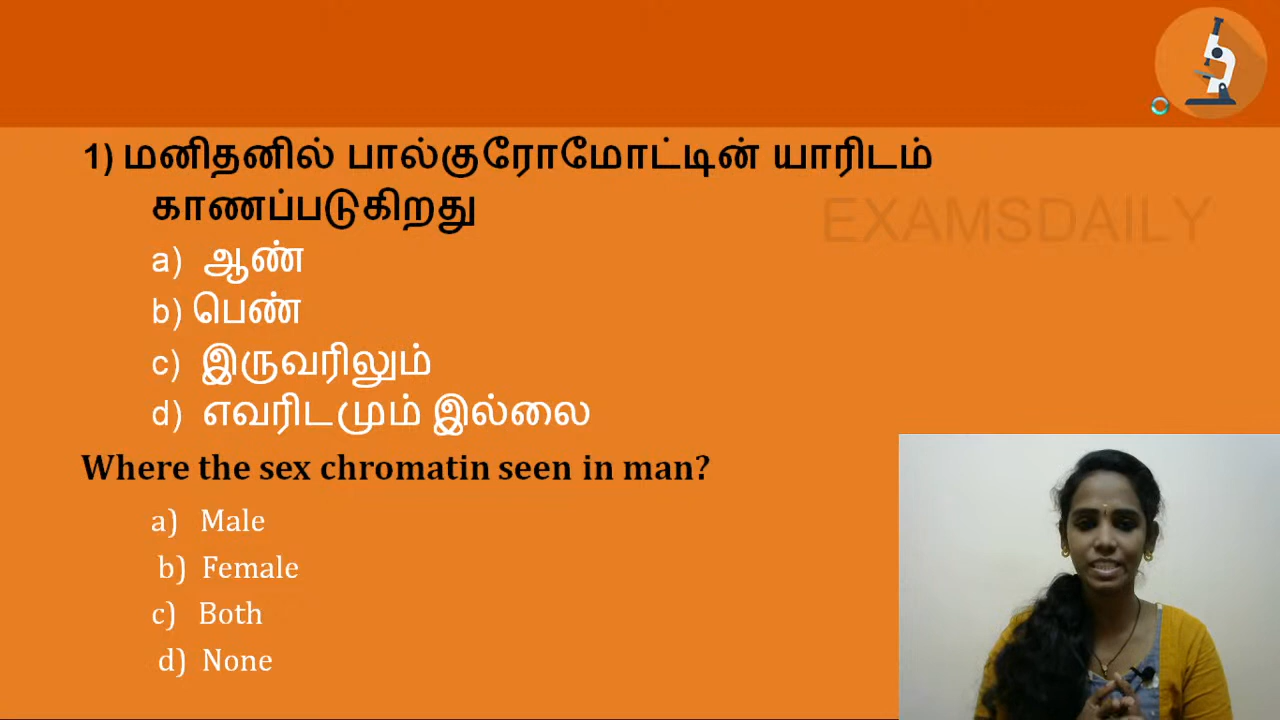 1) மனிதனில் பால்குரோமோட்டின் யாரிடம்
காணப்படுகிறது
EXAMSDAILY
a) ஆண்
b) பெண்
c) இருவரிலும்
d) எவரிடமும் இல்லை
Where the sex chromatin seen in man?
a) Male
b) Female
c) Both
d) None